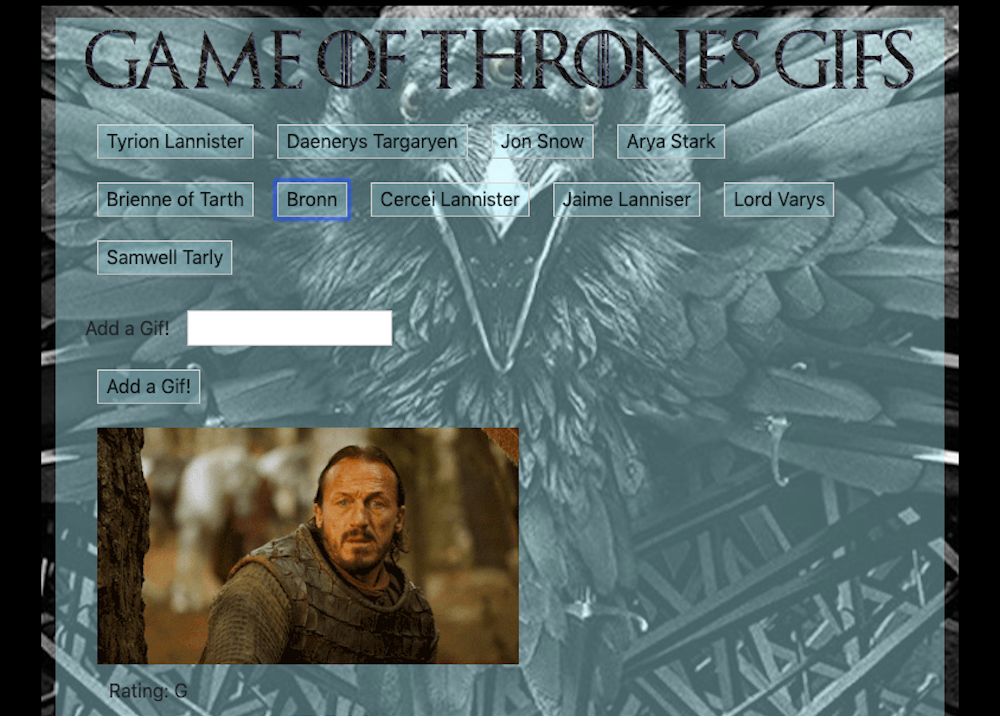 GAME OF THRONES GIFS
Tyrion Lannister Daenerys Targaryen Jon Snow Arya Stark
Brienne of Tarth Bronn Cercei Lannister Jaime Lanniser Lord Varys
Samwell Tarly
Add a Gif!
Add a Gif!
Rating: G